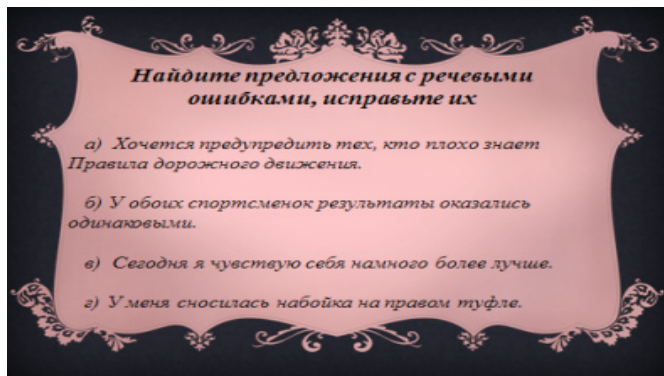 Найдите предложения с речевыми
ошибками, исправьте их
а) Хочется предупредить тех, кто плохо знает
Правила дорожного движения.
б) У обоих спортсменок результаты оказались
одинаковыми.
в) Сегодня я чувствую себя намного более лучше.
г) У меня сносилась набойка на правом туфле.